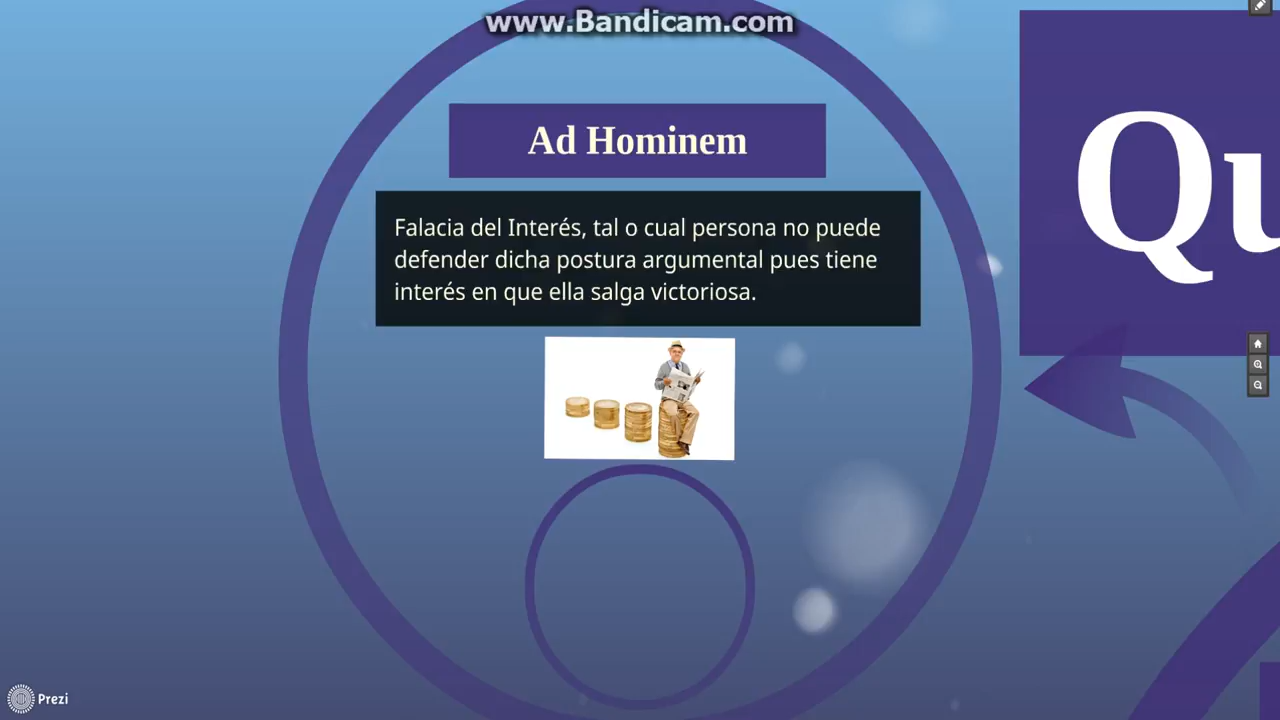 www.Bandicam.com
Ad Hominem
Qu
Falacia del Interés, tal o cual persona no puede
defender dicha postura argumental pues tiene
interés en que ella salga victoriosa.
Prezi